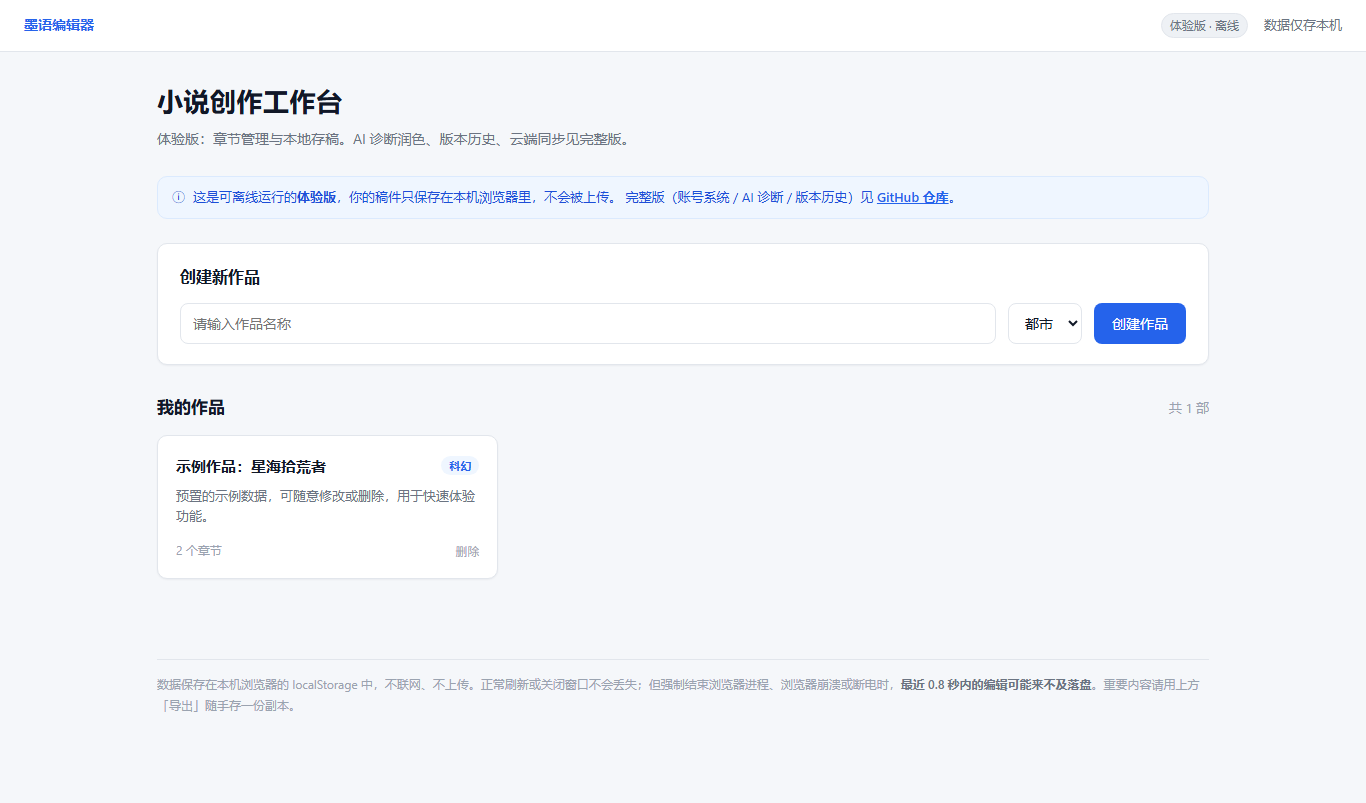 墨语编辑器
体验版 · 离线 数据仅存本机
小说创作工作台
体验版：章节管理与本地存稿。AI 诊断润色、版本历史、云端同步见完整版。
ⓘ 这是可离线运行的体验版，你的稿件只保存在本机浏览器里，不会被上传。 完整版（账号系统 / AI 诊断 / 版本历史）见 GitHub 仓库。
创建新作品
请输入作品名称 都市 创建作品
我的作品 共 1 部
示例作品：星海拾荒者 科幻
预置的示例数据，可随意修改或删除，用于快速体验
功能。
2 个章节 删除
数据保存在本机浏览器的 localStorage 中，不联网、不上传。正常刷新或关闭窗口不会丢失；但强制结束浏览器进程、浏览器崩溃或断电时，最近 0.8 秒内的编辑可能来不及落盘。重要内容请用上方
「导出」随手存一份副本。